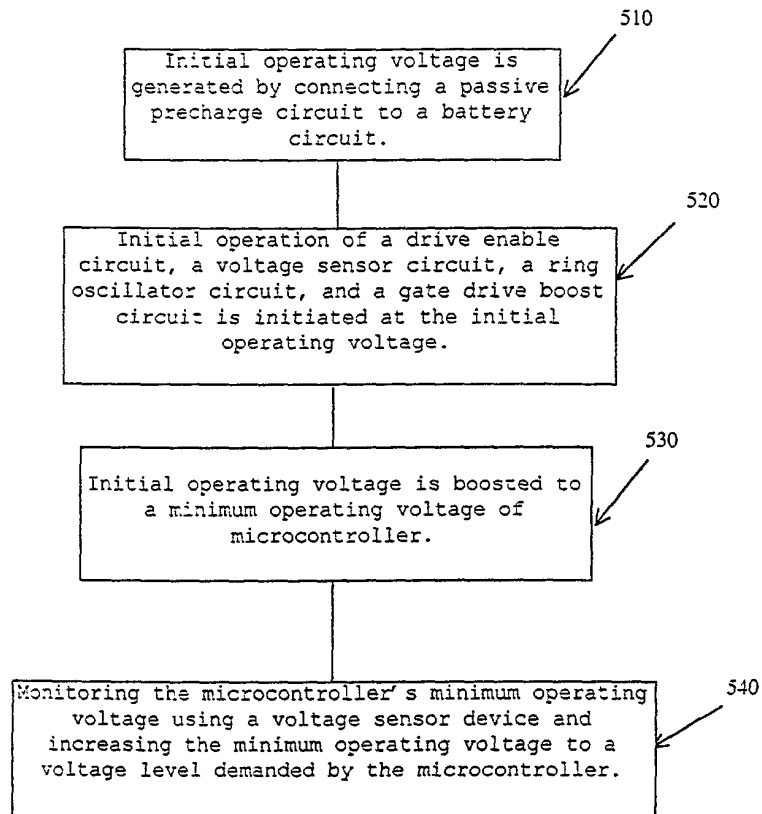 510
Initial operating voltage is
generated by connecting a passive
precharge circuit to a battery
circuit.
520
Initial operation of a drive enable
circuit, a voltage sensor circuit, a ring
oscillator circuit, and a gate drive boost
circuit is initiated at the initial
operating voltage.
530
Initial operating voltage is boosted to
a minimum operating voltage of
microcontroller.
540
Monitoring the microcontroller's minimum operating
voltage using a voltage sensor device and
increasing the minimum operating voltage to a
voltage level demanded by the microcontroller.